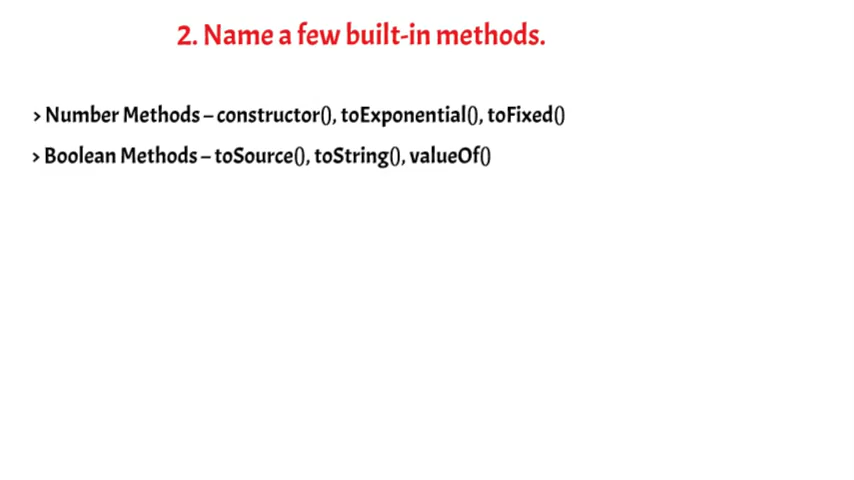 2. Name a few built-in methods.
> Number Methods – constructor(), toExponential(), toFixed()
> Boolean Methods – toSource(), toString(), valueOf()